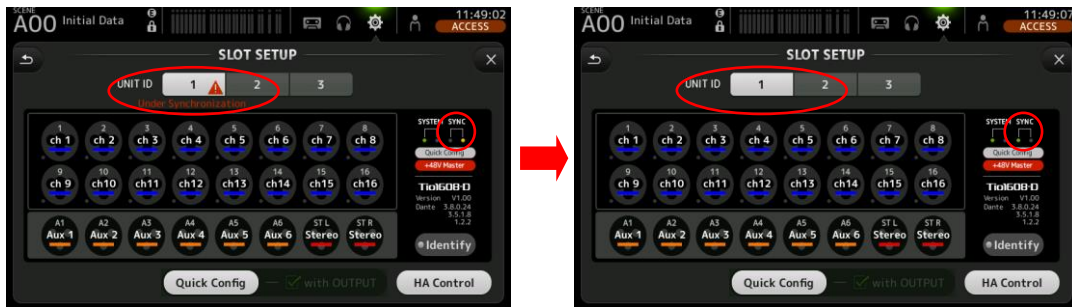 SCENE
A00 Initial Data
E
11:49:02
ACCESS
SLOT SETUP
UNIT ID 1 2 3
Under Synchronization
1 2 3 4 5 6 7 8
ch 1 ch 2 ch 3 ch 4 ch 5 ch 6 ch 7 ch 8
9 10 11 12 13 14 15 16
ch 9 ch10 ch11 ch12 ch13 ch14 ch15 ch16
A1 A2 A3 A4 A5 A6 ST L ST R
Aux 1 Aux 2 Aux 3 Aux 4 Aux 5 Aux 6 Stereo Stereo
SYSTEM SYNC
Quick Config
+48V Master
Tio1608-D
Version V1.00
Dante 3.8.0.24
3.5.1.8
1.2.2
Identify
Quick Config
with OUTPUT
HA Control
SCENE
A00 Initial Data
E
11:49:07
ACCESS
SLOT SETUP
UNIT ID 1 2 3
1 2 3 4 5 6 7 8
ch 1 ch 2 ch 3 ch 4 ch 5 ch 6 ch 7 ch 8
9 10 11 12 13 14 15 16
ch 9 ch10 ch11 ch12 ch13 ch14 ch15 ch16
A1 A2 A3 A4 A5 A6 ST L ST R
Aux 1 Aux 2 Aux 3 Aux 4 Aux 5 Aux 6 Stereo Stereo
SYSTEM SYNC
Quick Config
+48V Master
Tio1608-D
Version V1.00
Dante 3.8.0.24
3.5.1.8
1.2.2
Identify
Quick Config
with OUTPUT
HA Control